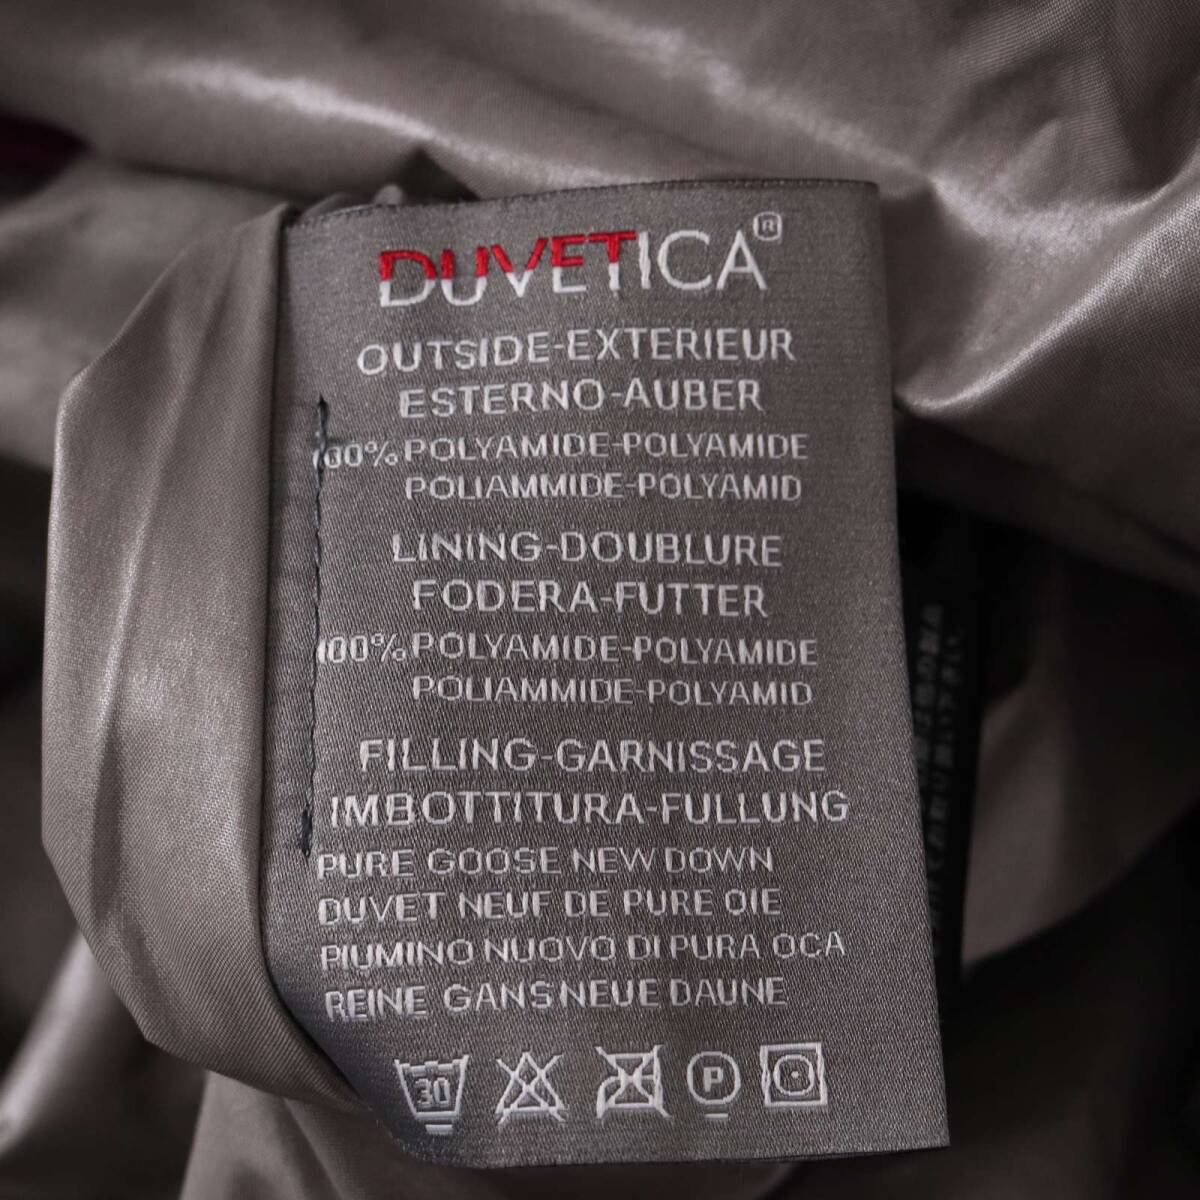 DUVETICA®
OUTSIDE-EXTERIEUR
ESTERNO-AUBER
100% POLYAMIDE-POLYAMIDE
POLIAMMIDE-POLYAMID
LINING-DOUBLURE
FODERA-FUTTER
100% POLYAMIDE-POLYAMIDE
POLIAMMIDE-POLYAMID
FILLING-GARNISSAGE
IMBOTTITURA-FULLUNG
PURE GOOSE NEW DOWN
DUVET NEUF DE PURE OIE
PIUMINO NUOVO DI PURA OCA
REINE GANS NEUE DAUNE
30 P